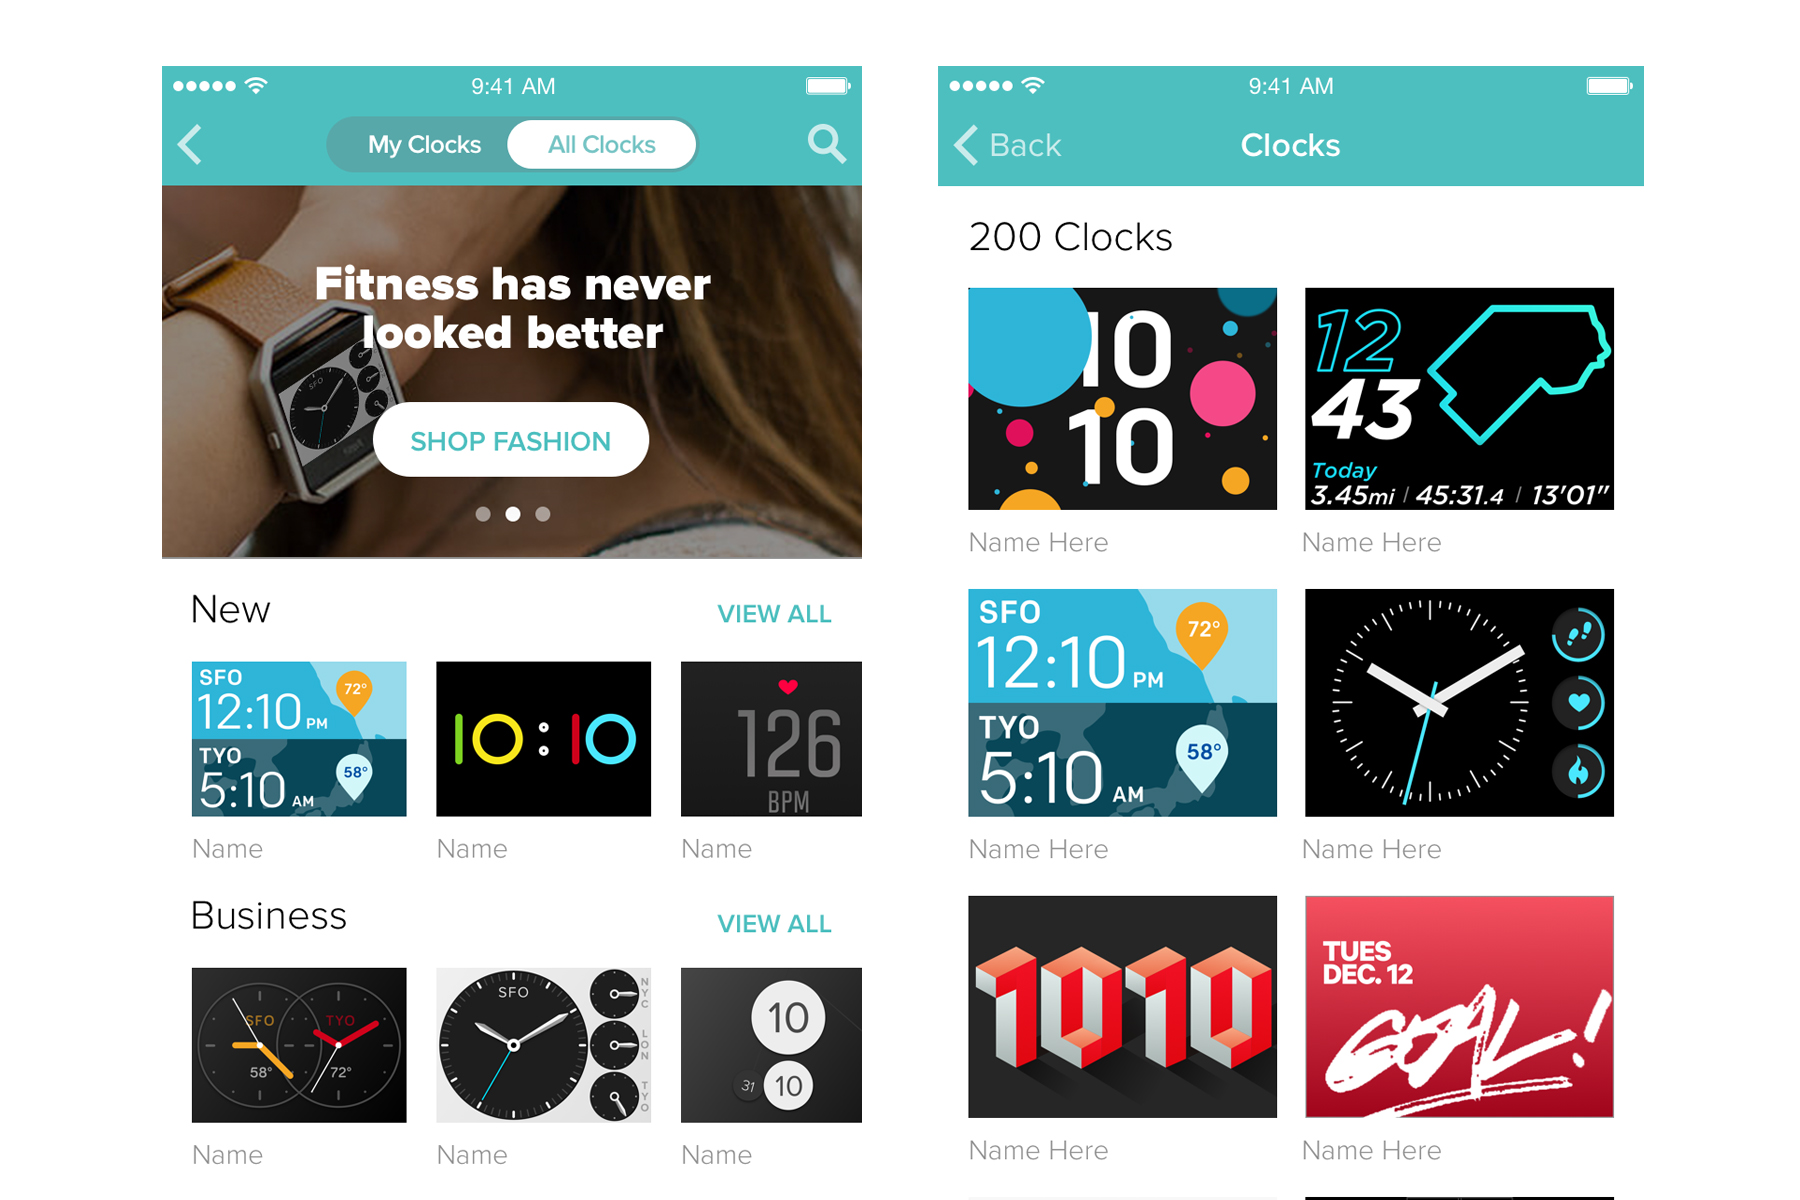 9:41 AM
My Clocks
All Clocks
Fitness has never
looked better
SFO
SHOP FASHION
New
VIEW ALL
SFO
12:10 PM
72°
TYO
5:10 AM
58°
10:10
126
BPM
Name
Name
Name
Business
VIEW ALL
SFO
TYO
58°
72°
SFO
NYC
LON
TYO
10
31
10
Name
Name
Name
9:41 AM
Back
Clocks
200 Clocks
10
10
12
43
Today
3.45mi / 45:31.4 / 13'01"
Name Here
Name Here
SFO
12:10 PM
72°
TYO
5:10 AM
58°
Name Here
Name Here
1010
TUES
DEC. 12
GOAL!
Name Here
Name Here